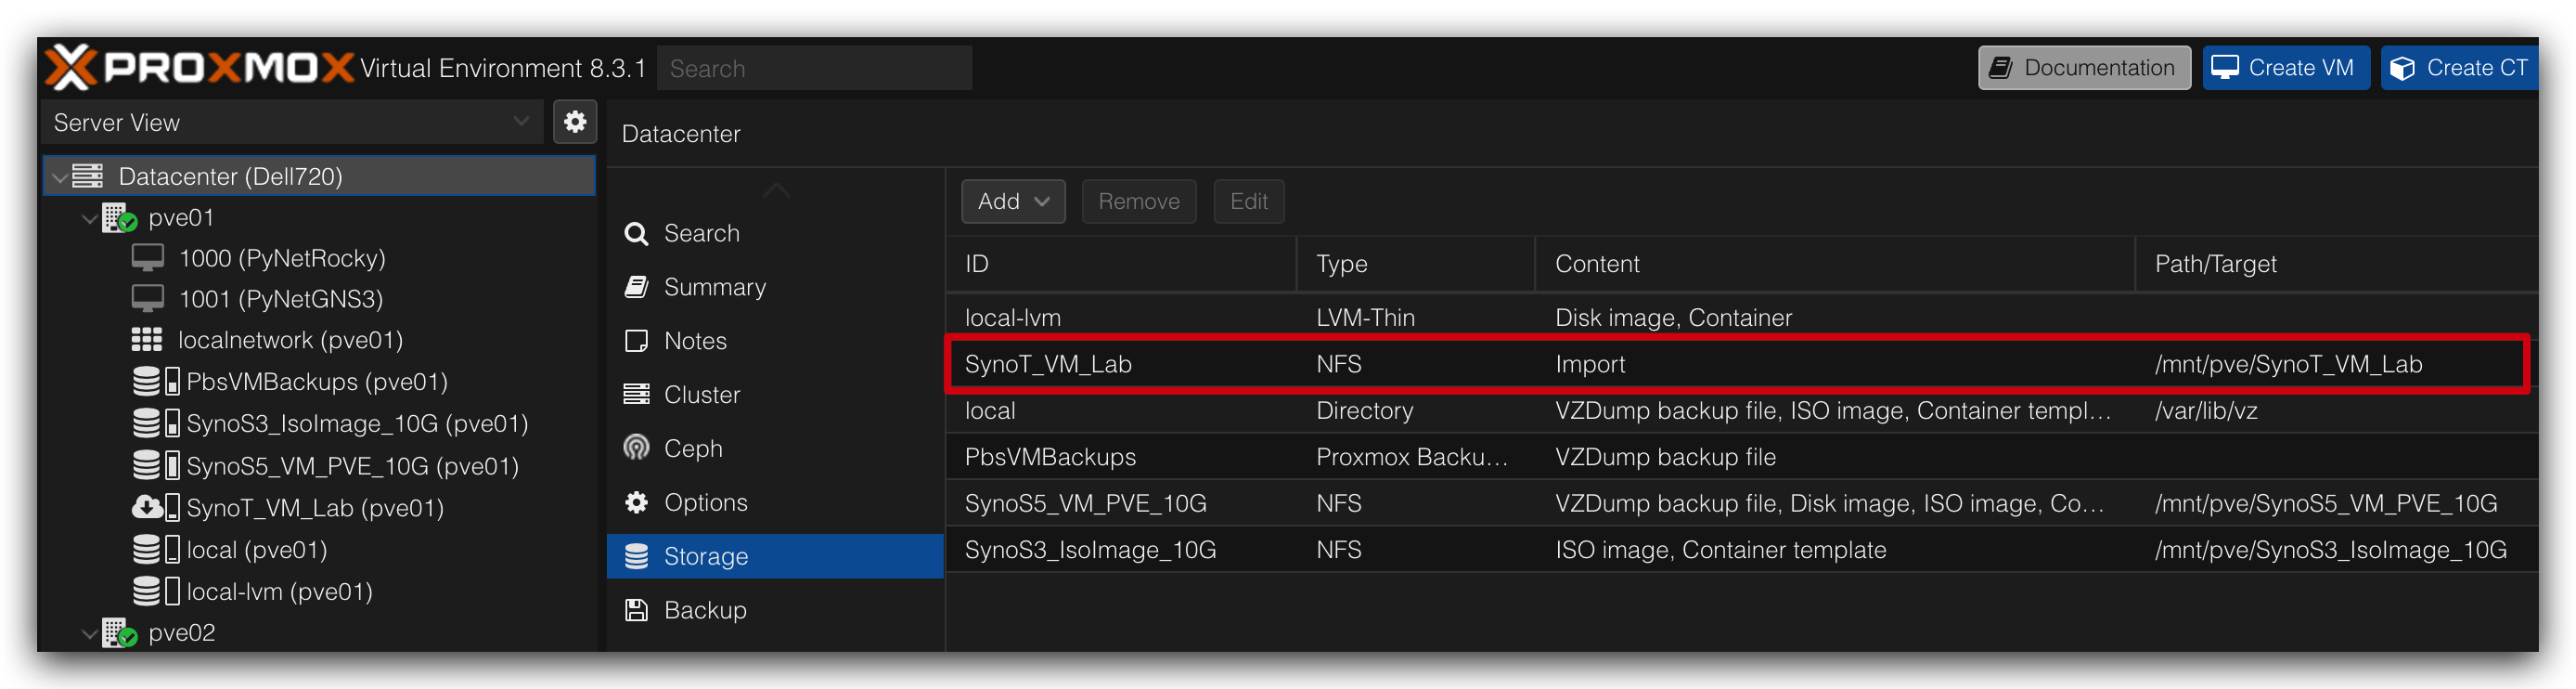 PROXMOX Virtual Environment 8.3.1 Search Documentation Create VM Create CT
Server View
Datacenter (Dell720)
pve01
1000 (PyNetRocky)
1001 (PyNetGNS3)
localnetwork (pve01)
PbsVMBackups (pve01)
SynoS3_IsoImage_10G (pve01)
SynoS5_VM_PVE_10G (pve01)
SynoT_VM_Lab (pve01)
local (pve01)
local-lvm (pve01)
pve02
Datacenter
Search
Summary
Notes
Cluster
Ceph
Options
Storage
Backup
Add Remove Edit
ID Type Content Path/Target
local-lvm LVM-Thin Disk image, Container
SynoT_VM_Lab NFS Import /mnt/pve/SynoT_VM_Lab
local Directory VZDump backup file, ISO image, Container templ... /var/lib/vz
PbsVMBackups Proxmox Backu... VZDump backup file
SynoS5_VM_PVE_10G NFS VZDump backup file, Disk image, ISO image, Co... /mnt/pve/SynoS5_VM_PVE_10G
SynoS3_IsoImage_10G NFS ISO image, Container template /mnt/pve/SynoS3_IsoImage_10G